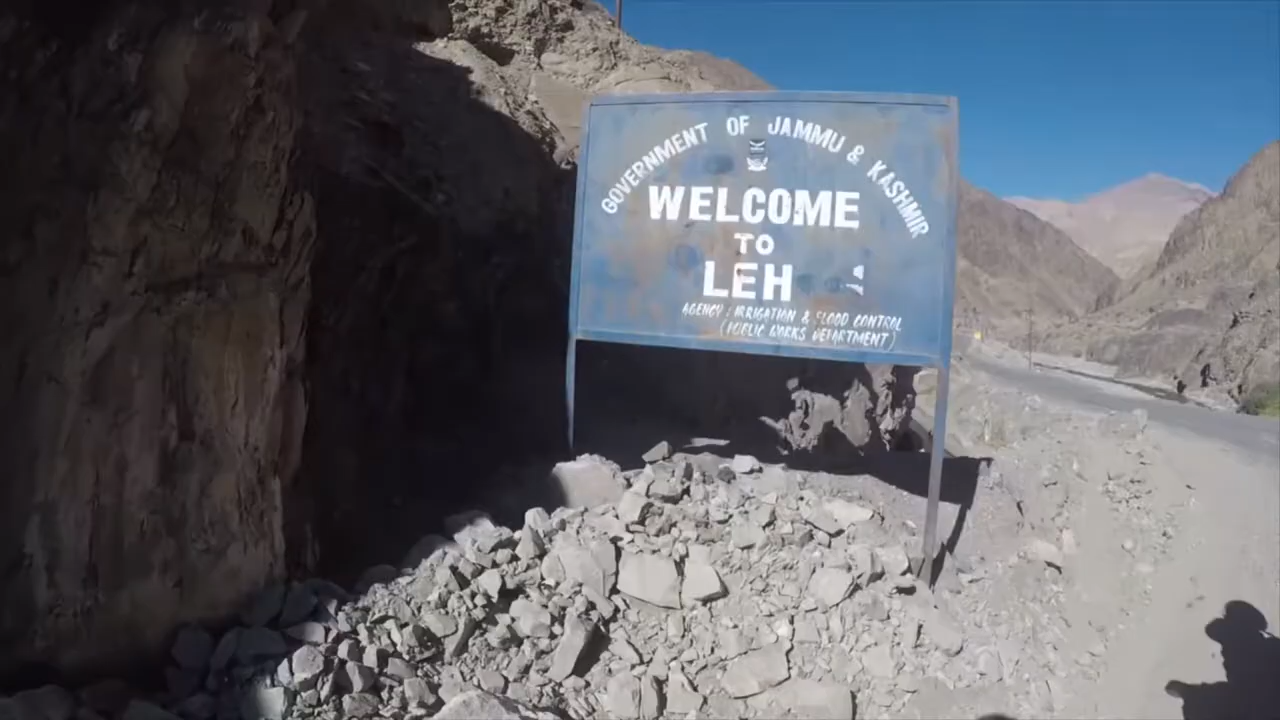 GOVERNMENT OF JAMMU & KASHMIR
WELCOME
TO
LEH
AGENCY : IRRIGATION & FLOOD CONTROL
(PUBLIC WORKS DEPARTMENT)